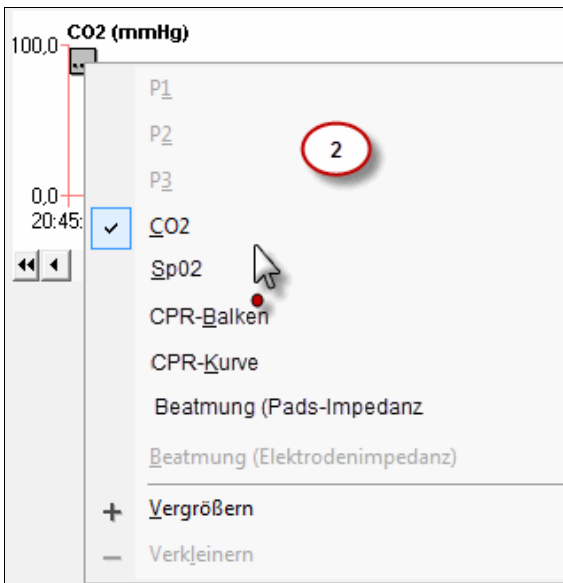 CO2 (mmHg)
100,0
..
P1
P2
2
P3
0,0
20:45:
CO2
Sp02
CPR-Balken
CPR-Kurve
Beatmung (Pads-Impedanz
Beatmung (Elektrodenimpedanz)
Vergrößern
Verkleinern